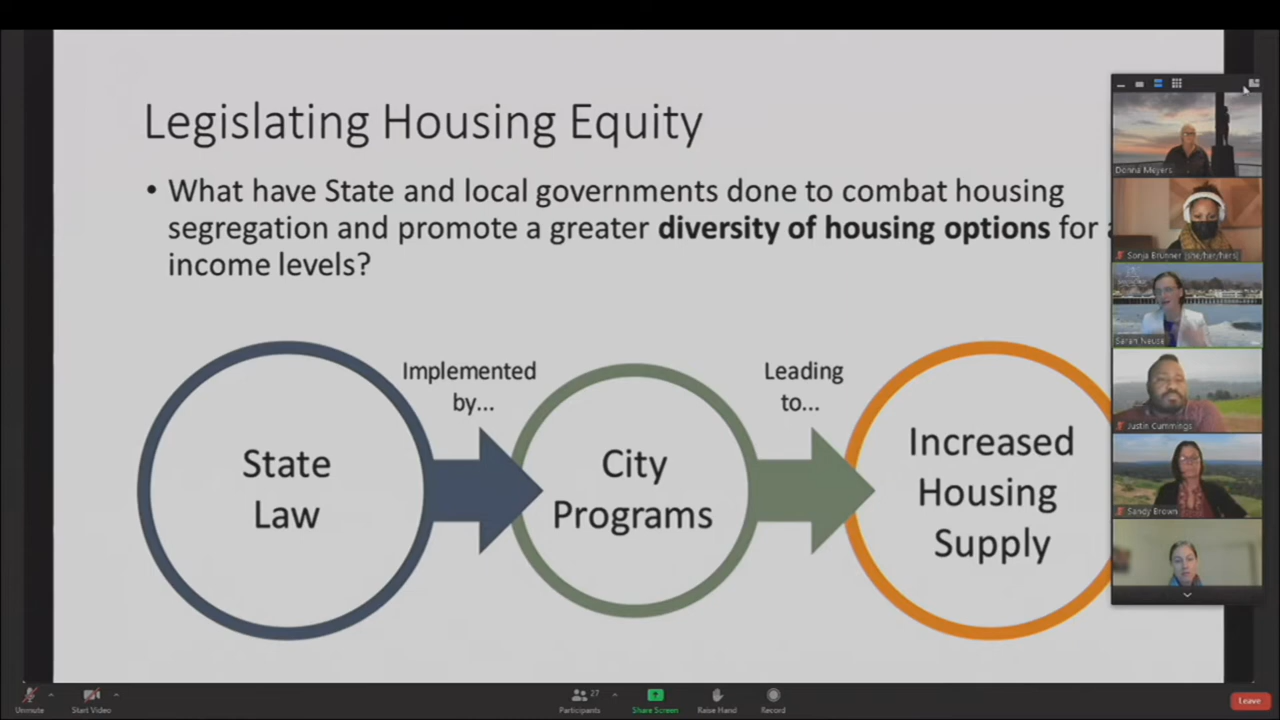 Legislating Housing Equity
• What have State and local governments done to combat housing
segregation and promote a greater diversity of housing options for
income levels?
Implemented
by...
Leading
to...
State
Law
City
Programs
Increased
Housing
Supply
Donna Meyers
Sonja Brunner (she/her/hers)
Sarah Neuse
Justin Cummings
Sandy Brown
Unmute
Start Video
27
Participants
Share Screen
Raise Hand
Record
Leave